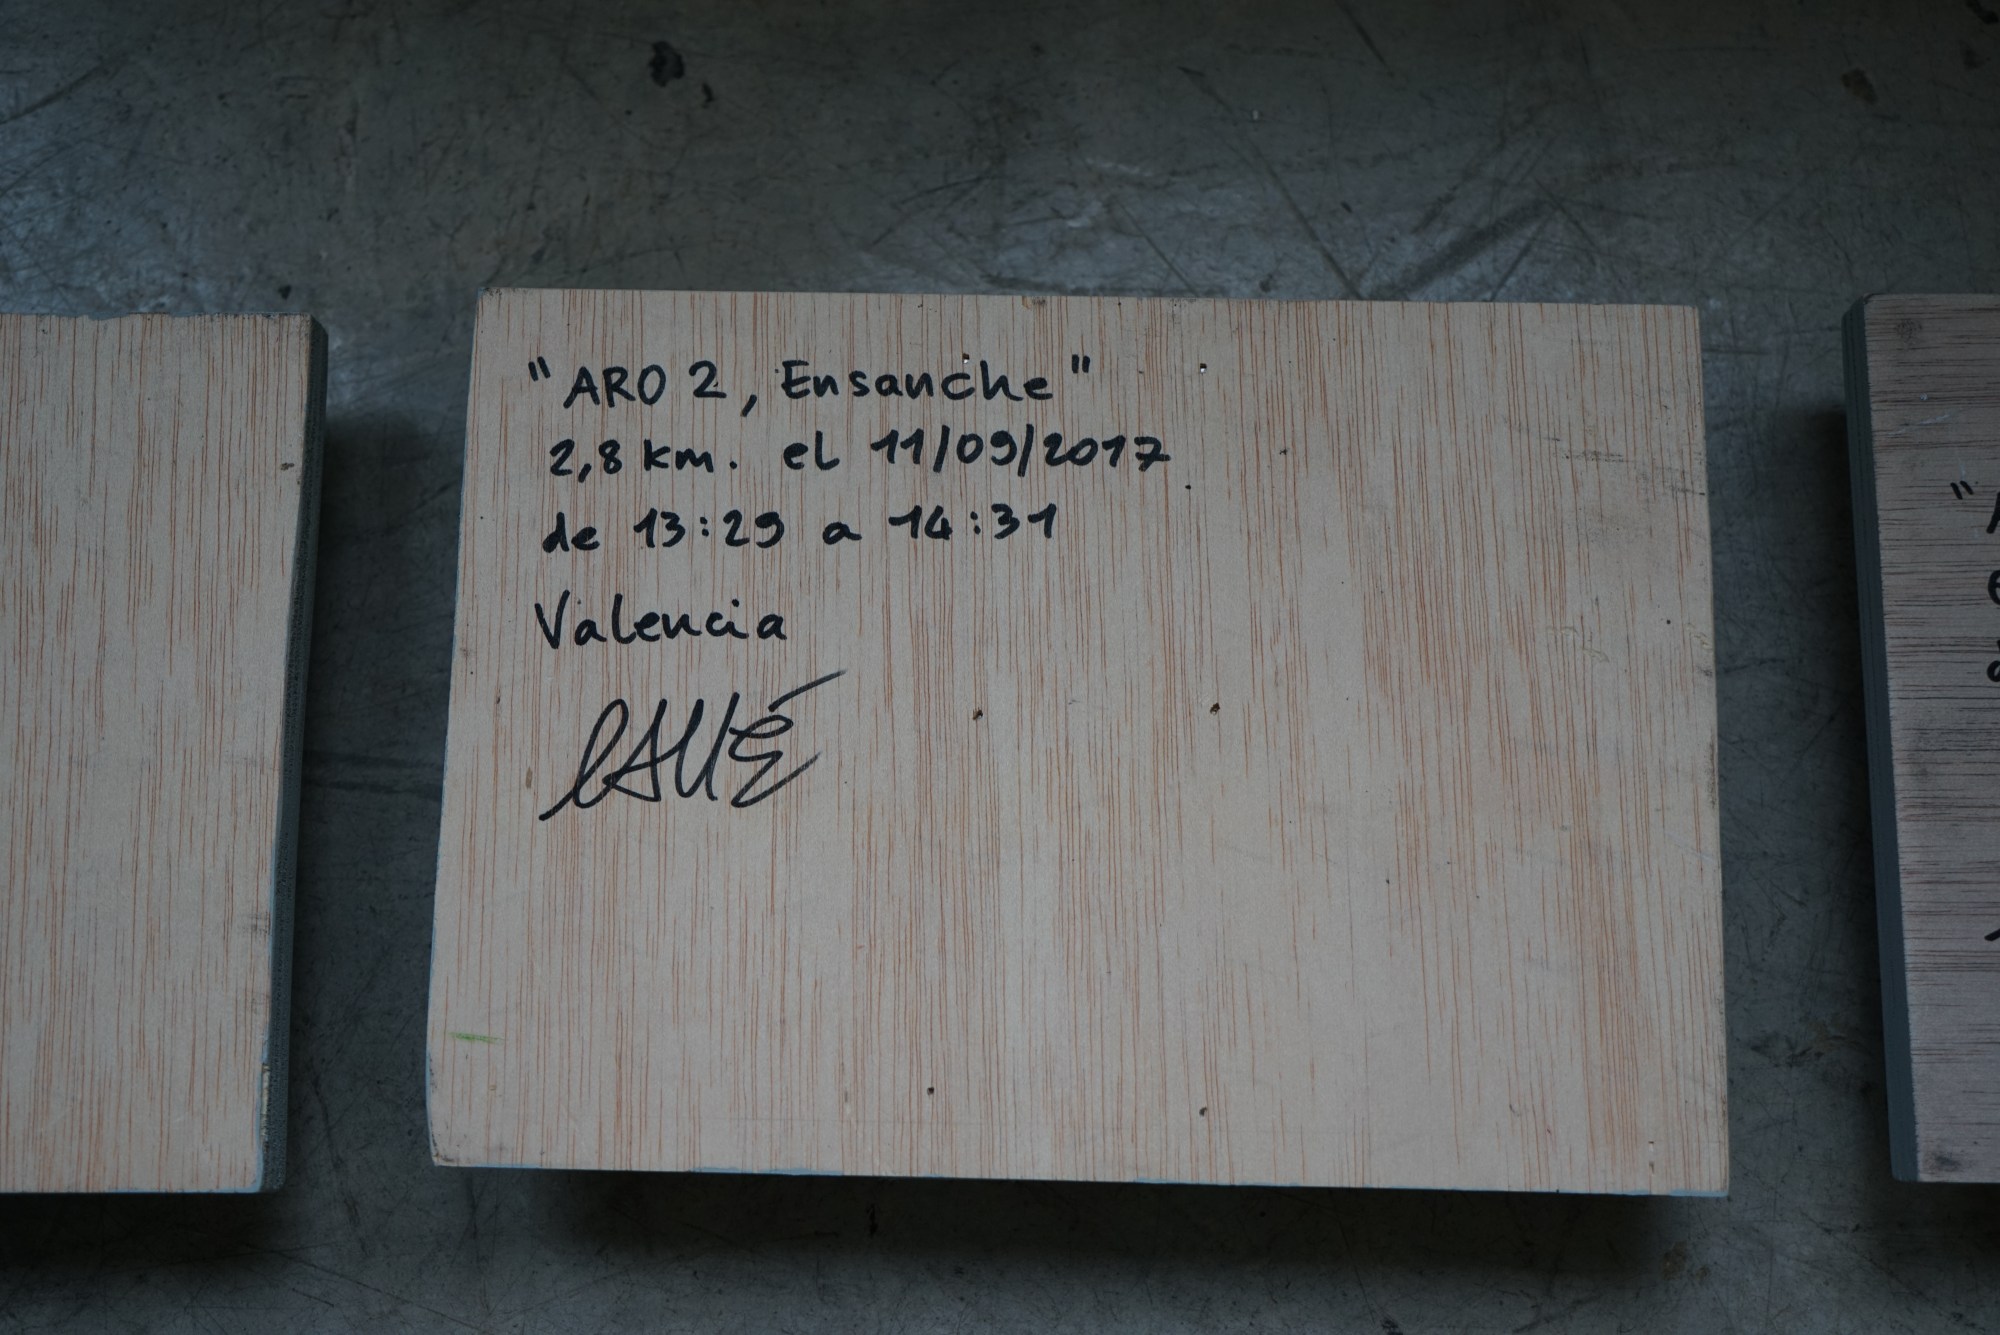 "ARO 2, Ensanche"
2,8 km. el 11/09/2017
de 13:29 a 14:31
Valencia